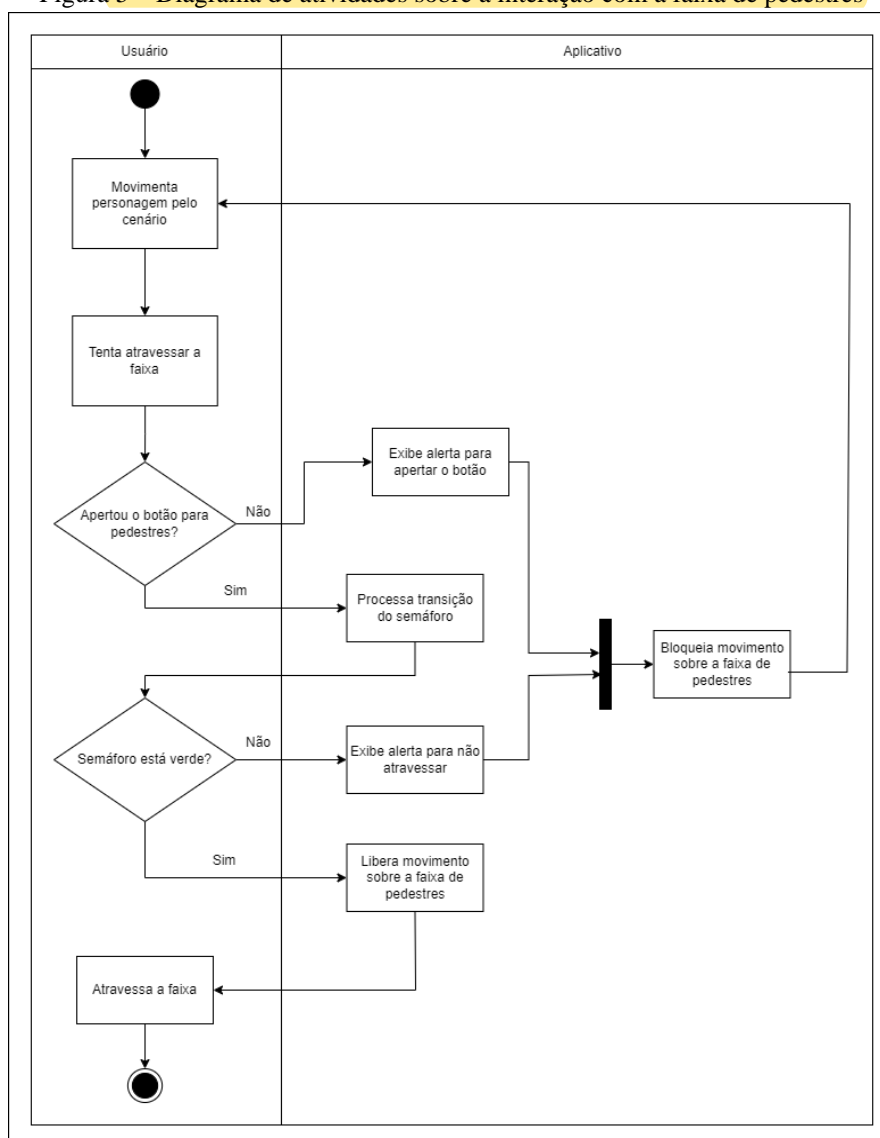 Figura 3 – Diagrama de atividades sobre a interação com a faixa de pedestres
Usuário
Aplicativo
Movimenta
personagem pelo
cenário
Tenta atravessar a
faixa
Apertou o botão para
pedestres?
Não
Exibe alerta para
apertar o botão
Sim
Processa transição
do semáforo
Bloqueia movimento
sobre a faixa de
pedestres
Semáforo está verde?
Não
Exibe alerta para não
atravessar
Sim
Libera movimento
sobre a faixa de
pedestres
Atravessa a faixa